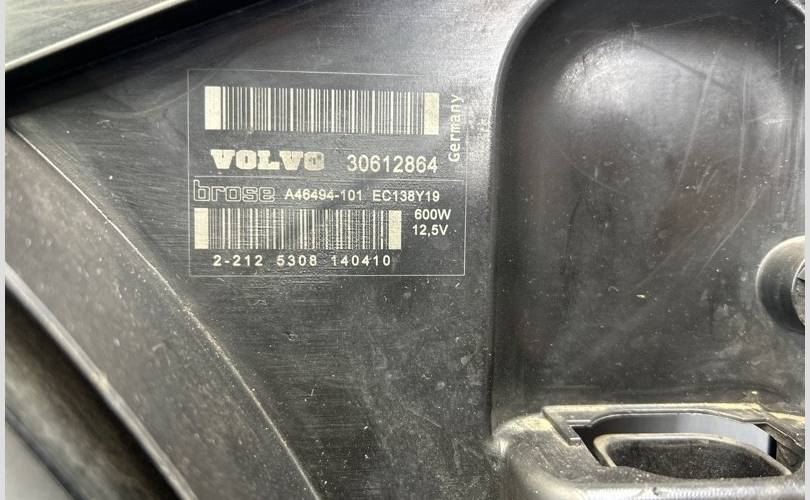 VOLVO 30612864
Germany
brose A46494-101 EC138Y19
600W
12,5V
2-212 5308 140410